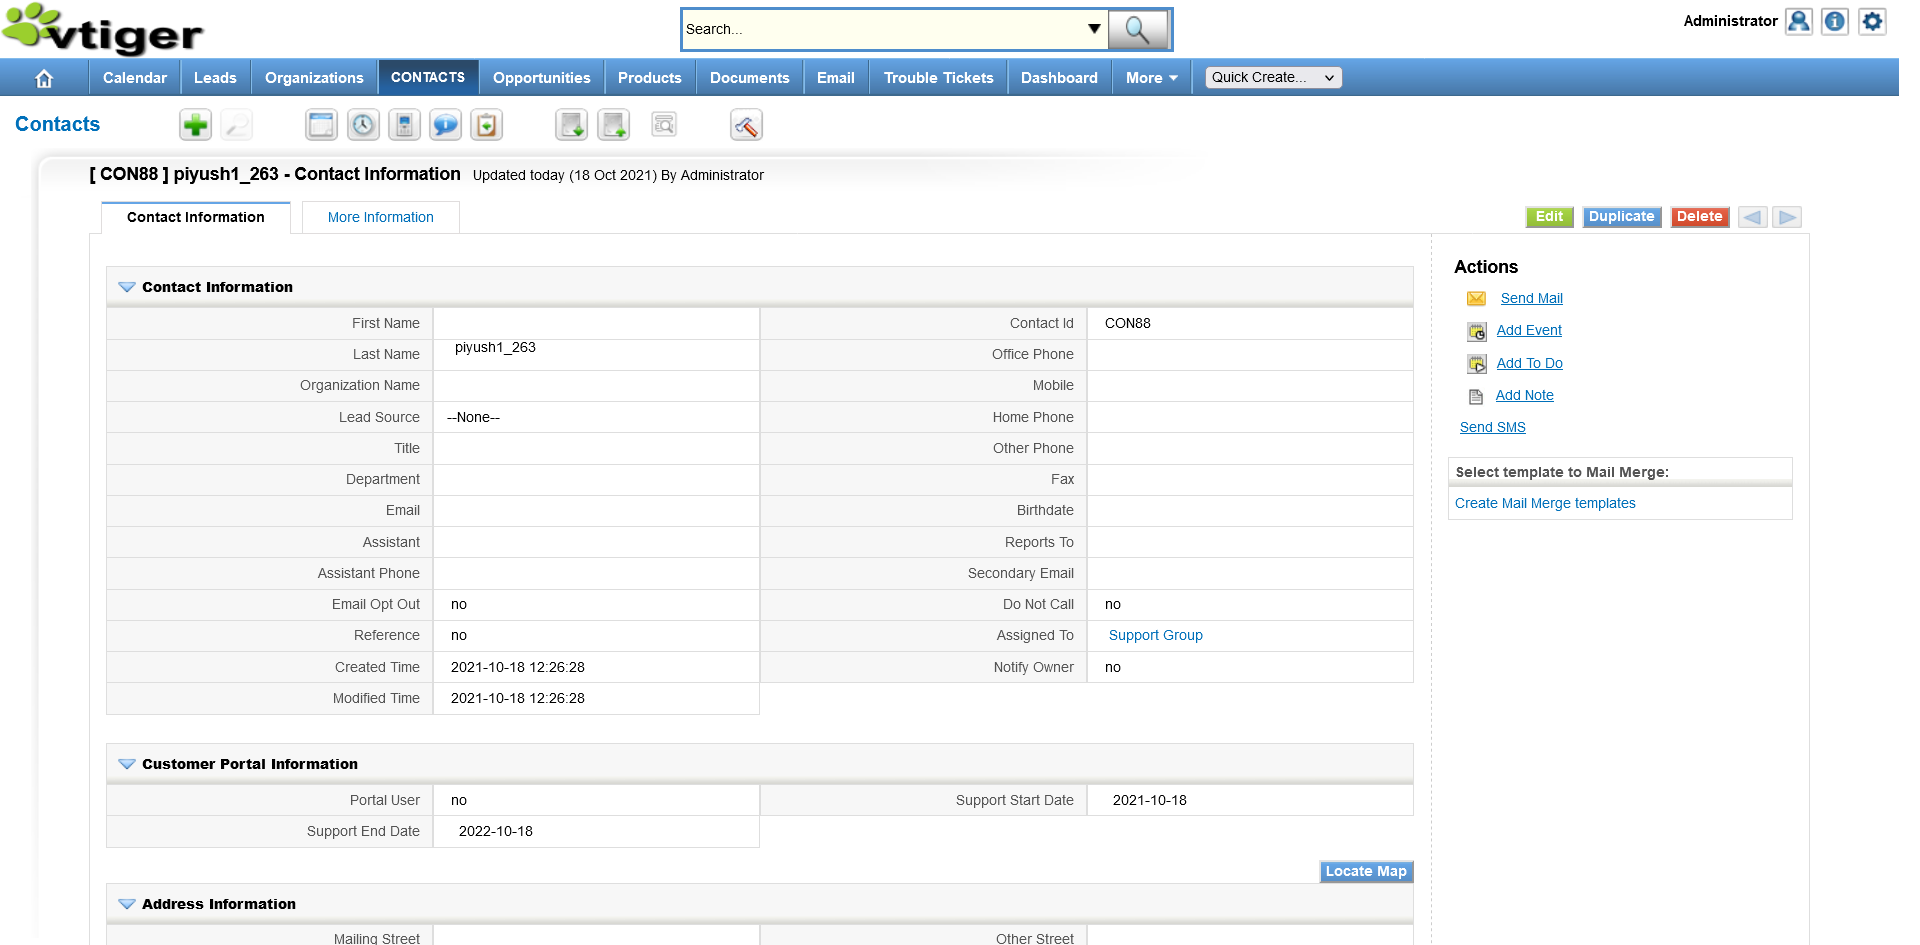 vtiger
Search...
Administrator
Calendar Leads Organizations CONTACTS Opportunities Products Documents Email Trouble Tickets Dashboard More Quick Create...
Contacts
[ CON88 ] piyush1_263 - Contact Information Updated today (18 Oct 2021) By Administrator
Contact Information More Information
Edit Duplicate Delete
Contact Information
First Name Contact Id CON88
Last Name piyush1_263 Office Phone
Organization Name Mobile
Lead Source --None-- Home Phone
Title Other Phone
Department Fax
Email Birthdate
Assistant Reports To
Assistant Phone Secondary Email
Email Opt Out no Do Not Call no
Reference no Assigned To Support Group
Created Time 2021-10-18 12:26:28 Notify Owner no
Modified Time 2021-10-18 12:26:28
Customer Portal Information
Portal User no Support Start Date 2021-10-18
Support End Date 2022-10-18
Locate Map
Address Information
Mailing Street Other Street
Actions
Send Mail
Add Event
Add To Do
Add Note
Send SMS
Select template to Mail Merge:
Create Mail Merge templates